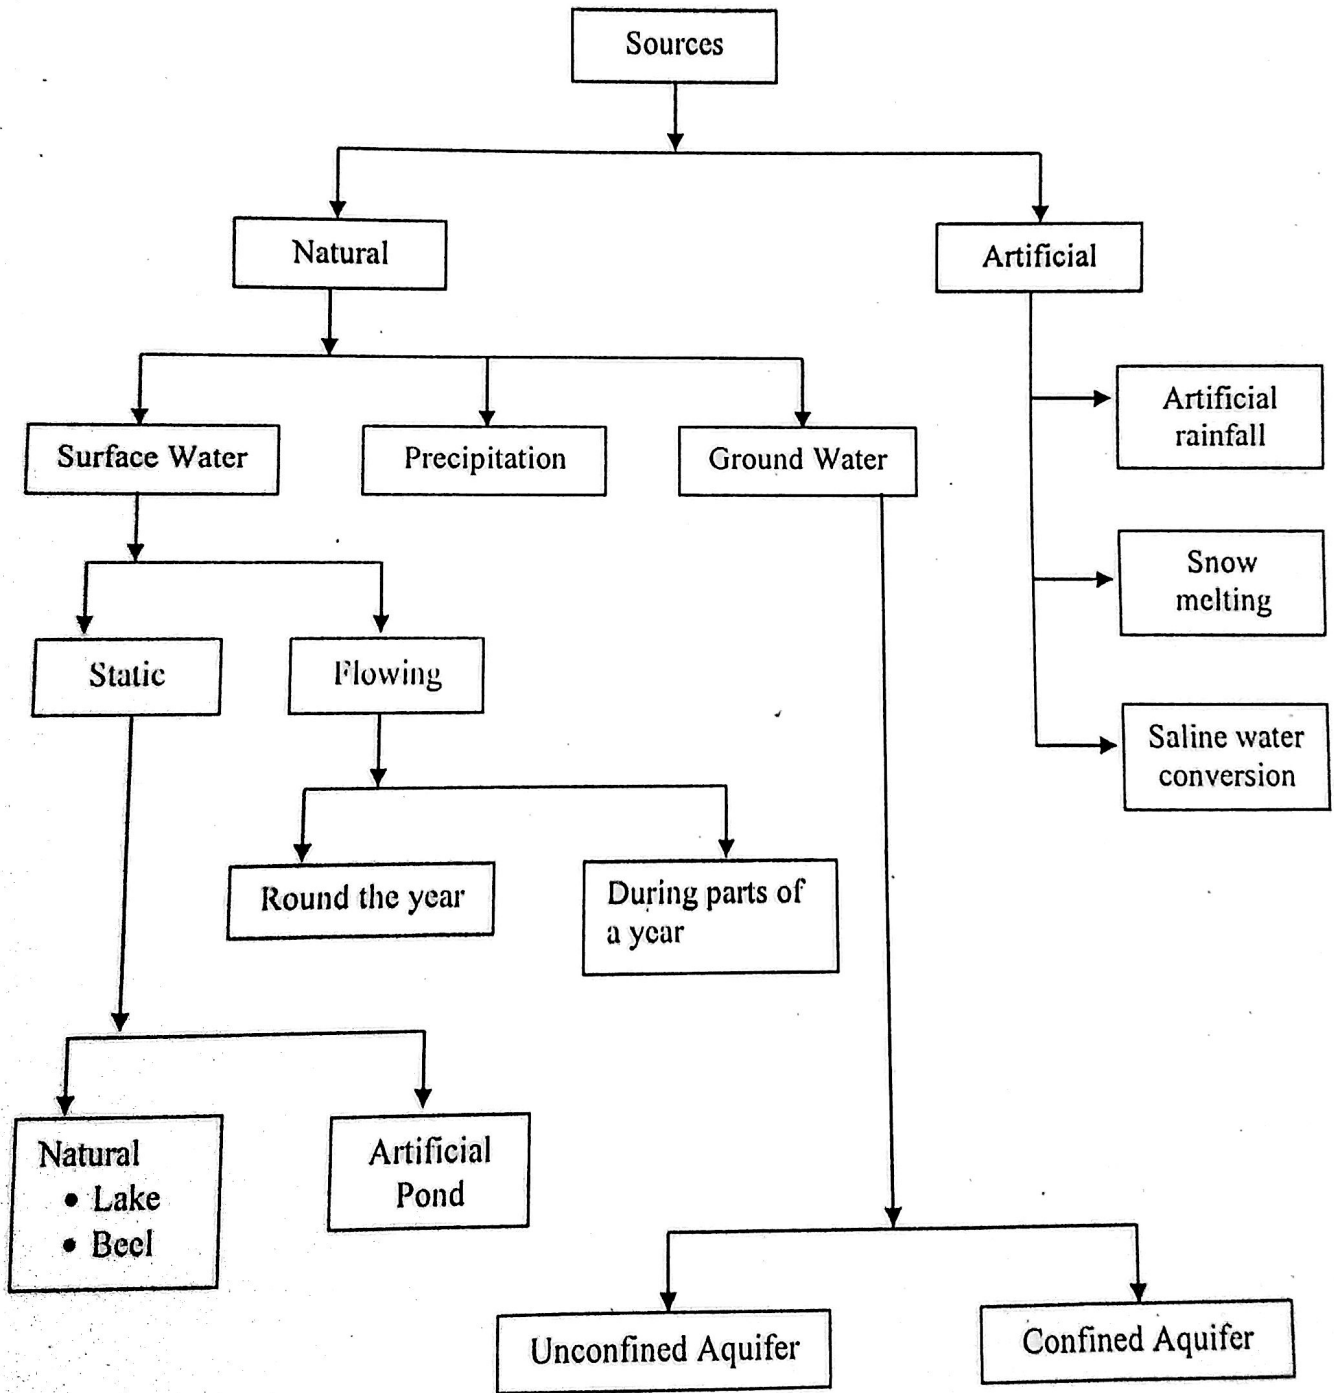 Sources
Natural
Artificial
Artificial
rainfall
Surface Water
Precipitation
Ground Water
Snow
melting
Static
Flowing
Saline water
conversion
Round the year
During parts of
a year
Natural
• Lake
• Beel
Artificial
Pond
Unconfined Aquifer
Confined Aquifer